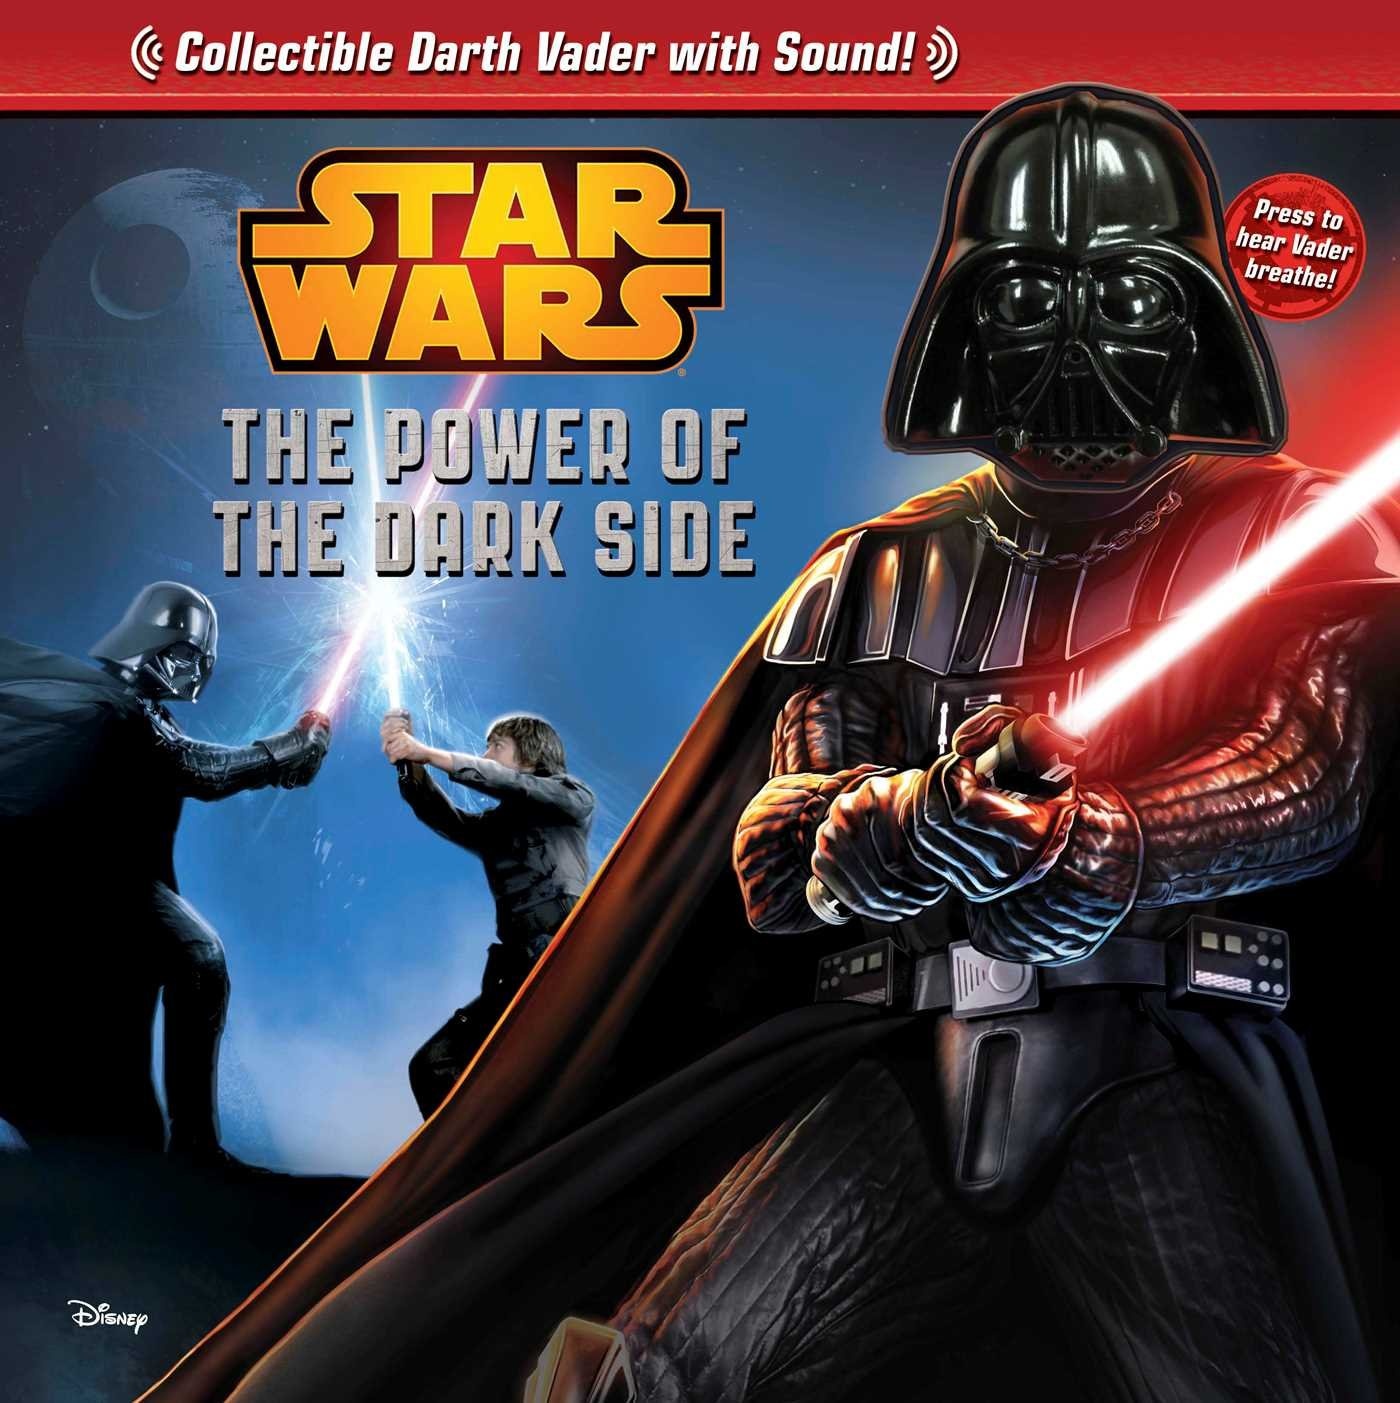 Collectible Darth Vader with Sound!
STAR
WARS
®
THE POWER OF
THE DARK SIDE
Press to
hear Vader
breathe!
Disney